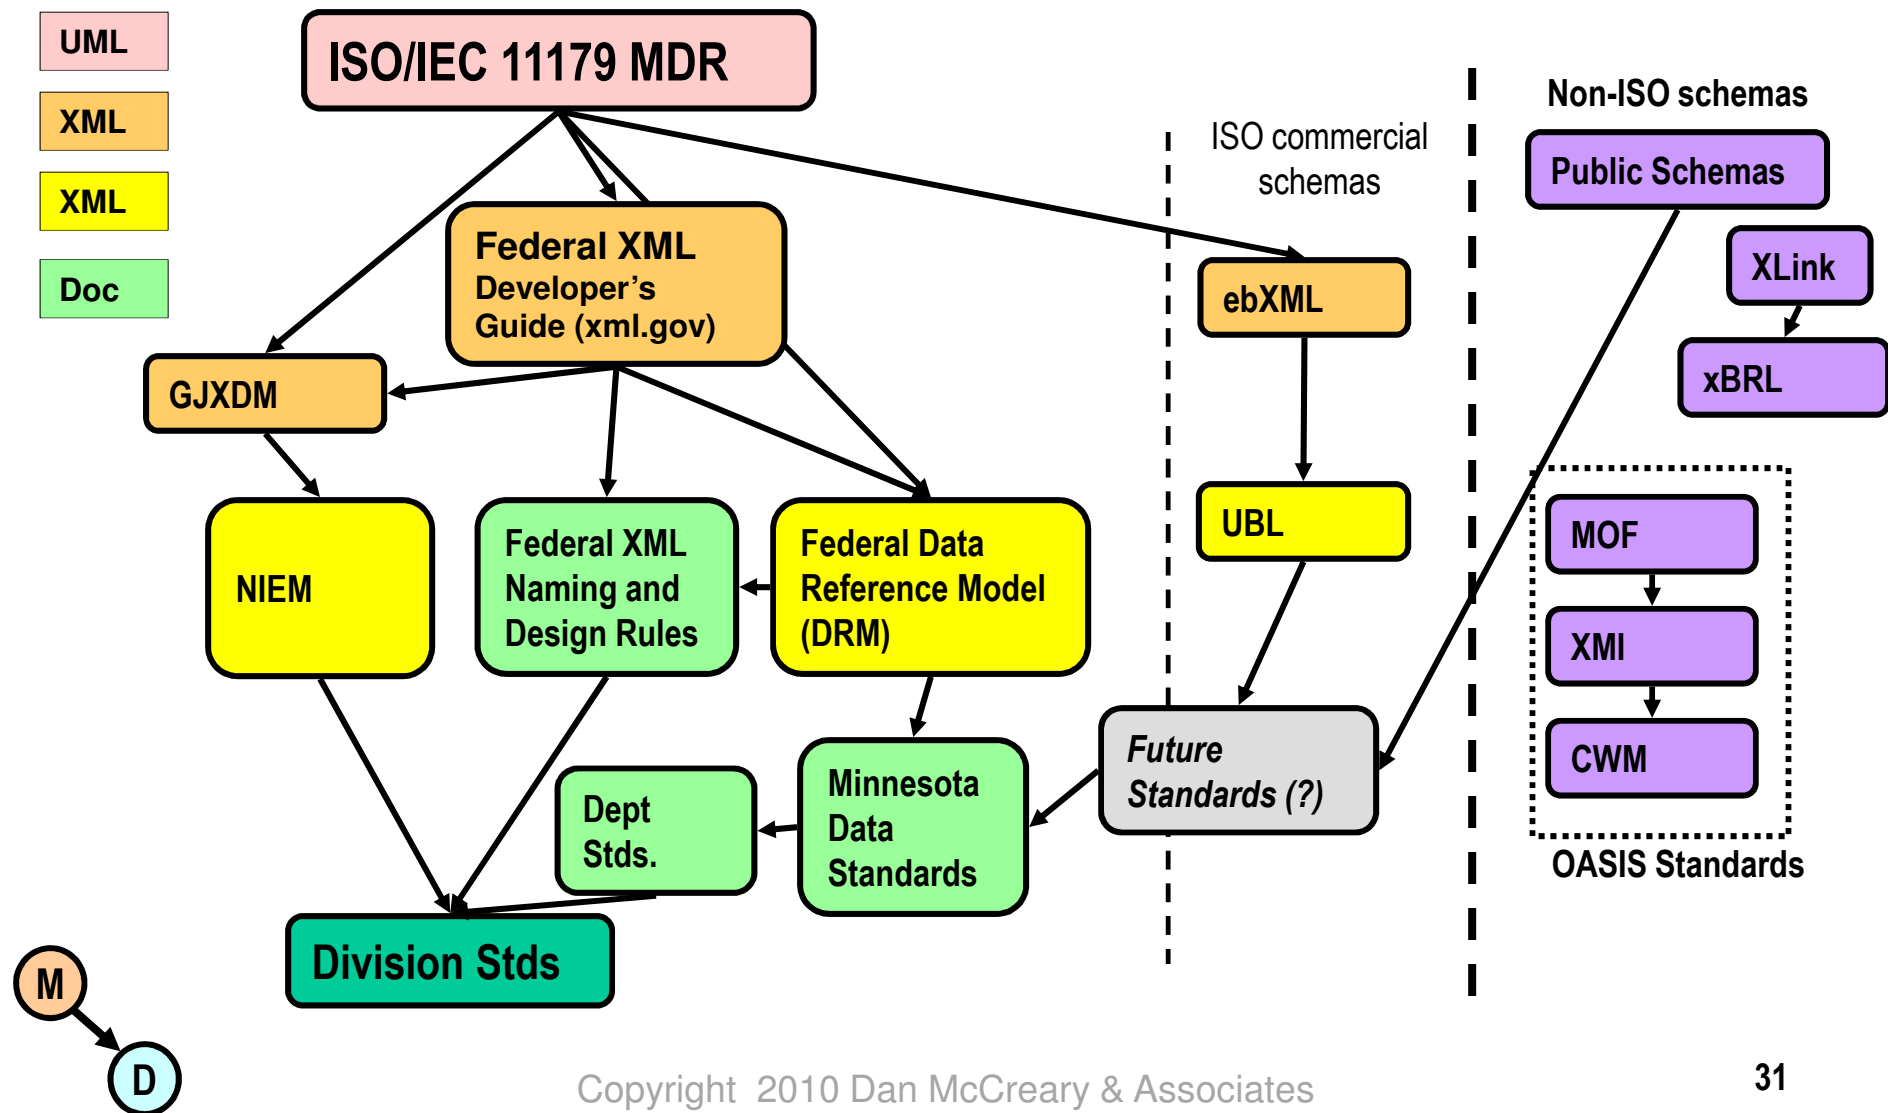 UML
XML
XML
Doc
ISO/IEC 11179 MDR
Federal XML
Developer's
Guide (xml.gov)
GJXDM
NIEM
Federal XML
Naming and
Design Rules
Federal Data
Reference Model
(DRM)
Dept
Stds.
Minnesota
Data
Standards
Division Stds
ISO commercial
schemas
ebXML
UBL
Future
Standards (?)
Non-ISO schemas
Public Schemas
XLink
xBRL
MOF
XMI
CWM
OASIS Standards
M
D
Copyright 2010 Dan McCreary & Associates
31